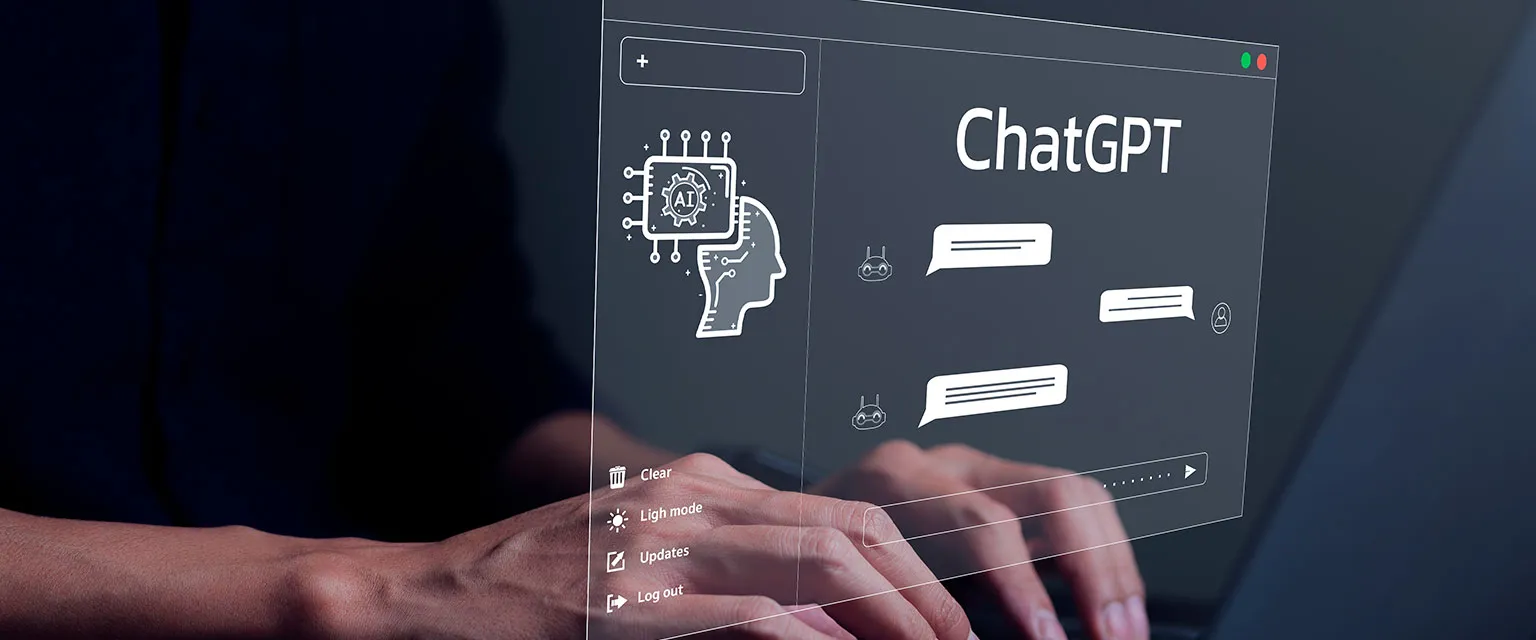 +
AI
ChatGPT
Clear
Ligh mode
Updates
Log out